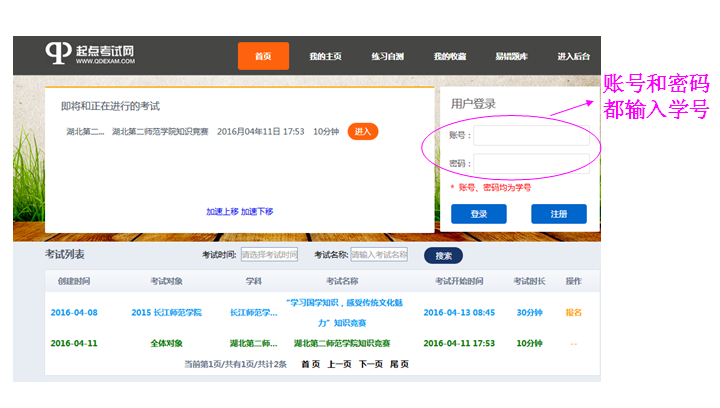 起点考试网
WWW.QDEXAM.COM
首页 我的主页 练习自测 我的收藏 易错题库 进入后台
账号和密码
都输入学号
即将和正在进行的考试
湖北第二... 湖北第二师范学院知识竞赛 2016月04年11日 17:53 10分钟 进入
加速上移 加速下移
用户登录
账号：
密码：
* 账号、密码均为学号
登录 注册
考试列表 考试时间: 请选择考试时间 考试名称: 请输入考试名称 搜索
创建时间 考试对象 学科 考试名称 考试开始时间 考试时长 操作
2016-04-08 2015 长江师范学院 长江师范学... “学习国学知识，感受传统文化魅
力”知识竞赛 2016-04-13 08:45 30分钟 报名
2016-04-11 全体对象 湖北第二师... 湖北第二师范学院知识竞赛 2016-04-11 17:53 10分钟 --
当前第1页/共有1页/共计2条 首 页 上一页 下一页 尾 页